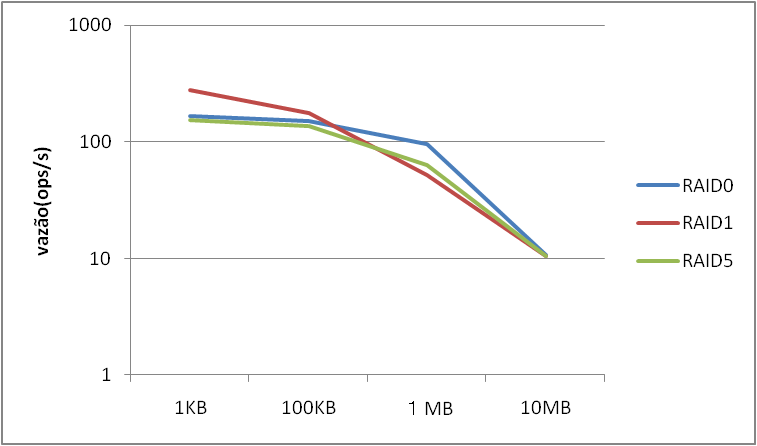 1000
100
10
1
vazão(ops/s)
1KB
100KB
1 MB
10MB
RAID0
RAID1
RAID5